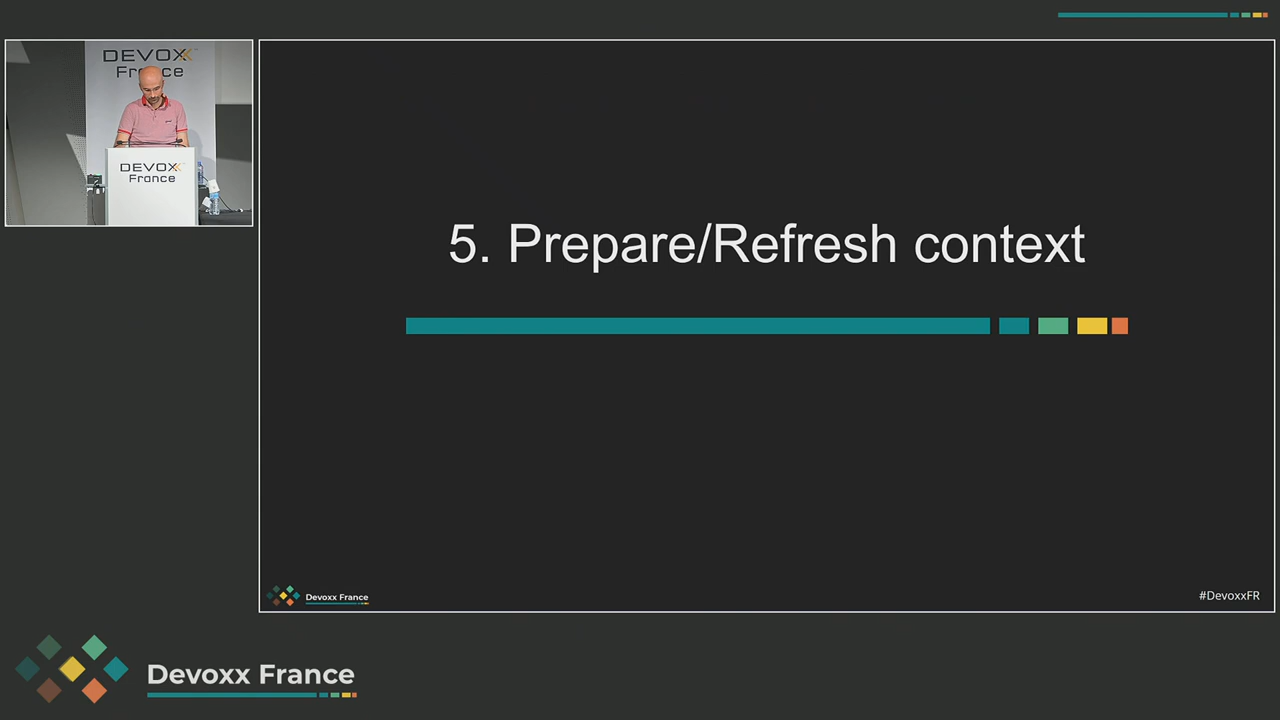 DEVOXX
France
DEVOXX
France
5. Prepare/Refresh context
Devoxx France
#DevoxxFR
Devoxx France